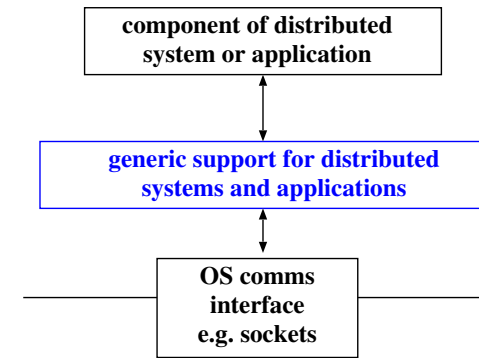 component of distributed
system or application
generic support for distributed
systems and applications
OS comms
interface
e.g. sockets